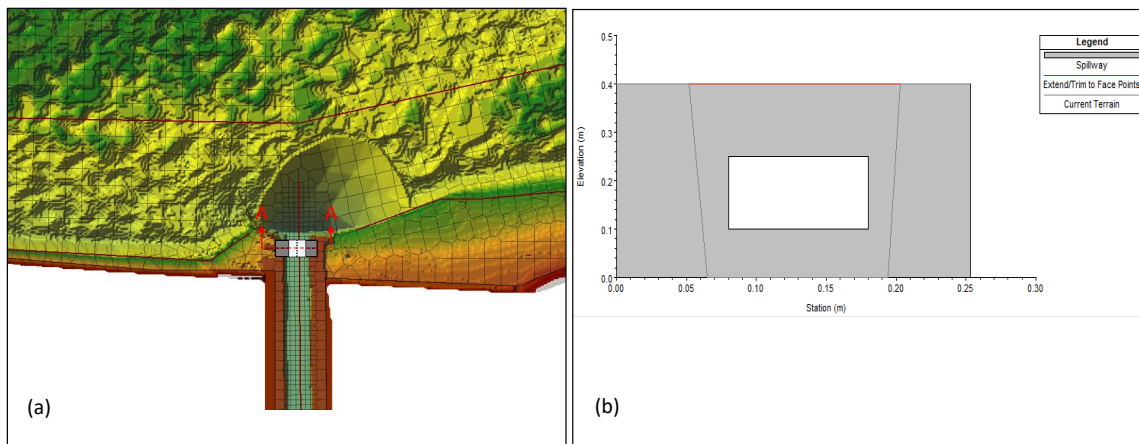 A A
(a)
0.5
0.4
0.3
0.2
0.1
0.0
Elevation (m)
0.00 0.05 0.10 0.15 0.20 0.25 0.30
Station (m)
Legend
Spillway
Extend/Trim to Face Points
Current Terrain
(b)